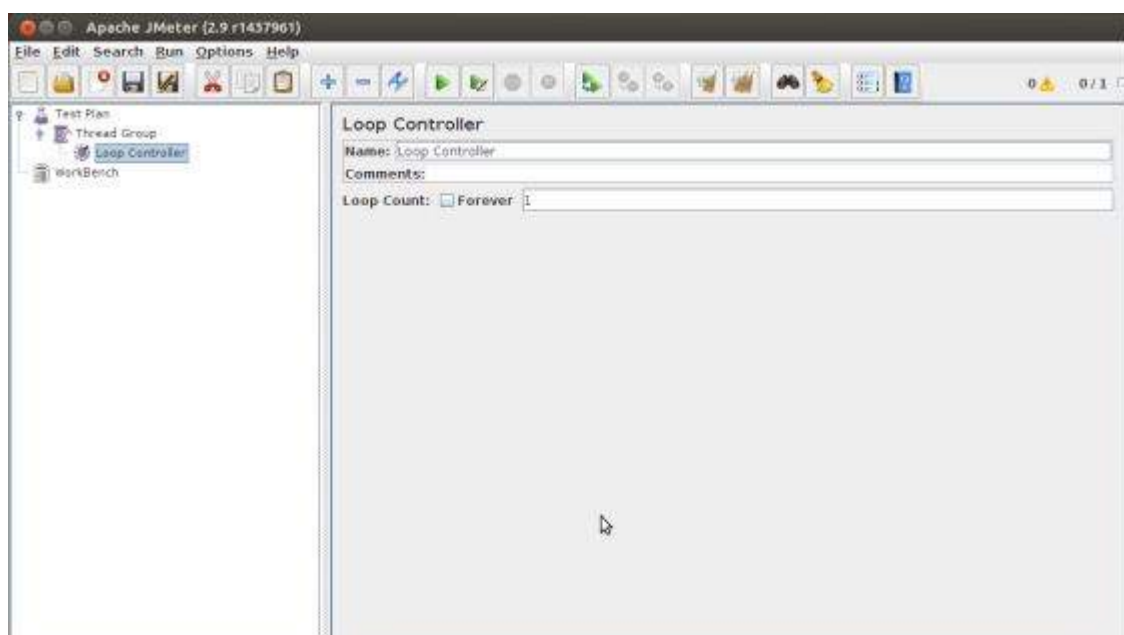 Apache JMeter (2.9 r1437961)
File Edit Search Run Options Help
0 0 / 1
Test Plan
Thread Group
Loop Controller
WorkBench
Loop Controller
Name: Loop Controller
Comments:
Loop Count: Forever 1